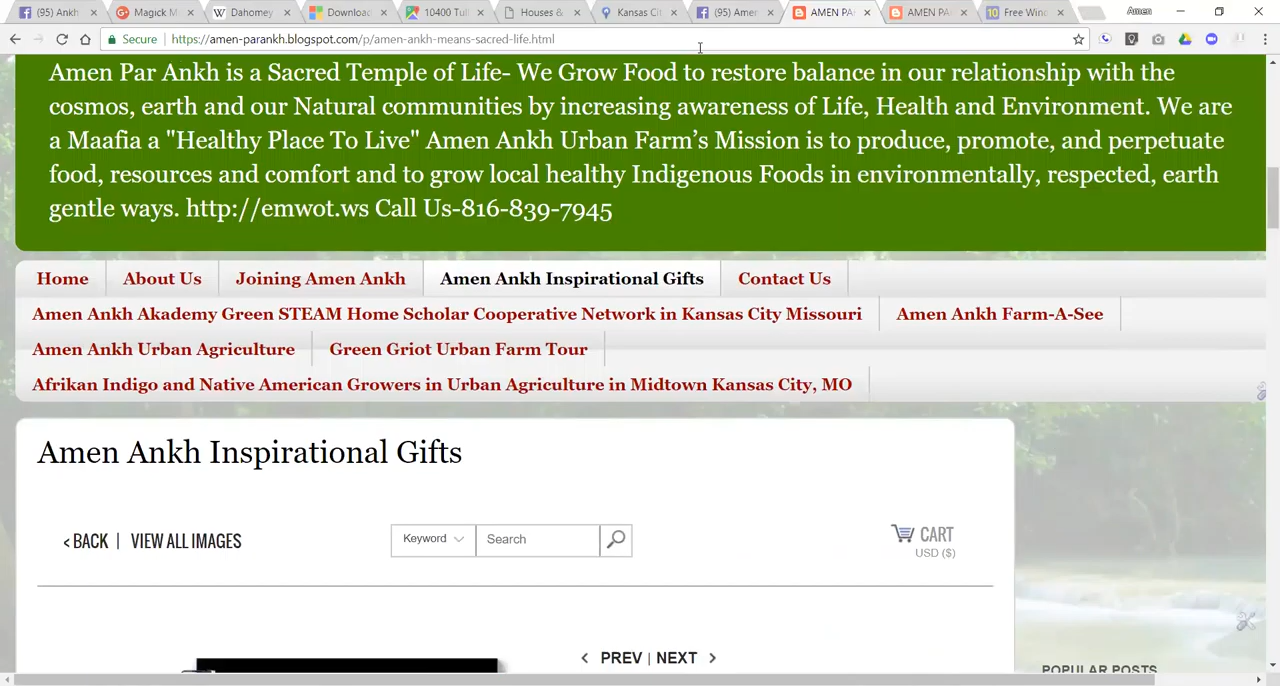 (95) Ankh
Magick M
Dahomey
Download
10400 Tul
Houses &
Kansas Cit
(95) Amen
AMEN PA
AMEN PA
Free Wind
Amen
Secure
https://amen-parankh.blogspot.com/p/amen-ankh-means-sacred-life.html
Amen Par Ankh is a Sacred Temple of Life- We Grow Food to restore balance in our relationship with the
cosmos, earth and our Natural communities by increasing awareness of Life, Health and Environment. We are
a Maafia a "Healthy Place To Live" Amen Ankh Urban Farm’s Mission is to produce, promote, and perpetuate
food, resources and comfort and to grow local healthy Indigenous Foods in environmentally, respected, earth
gentle ways. http://emwot.ws Call Us-816-839-7945
Home
About Us
Joining Amen Ankh
Amen Ankh Inspirational Gifts
Contact Us
Amen Ankh Akademy Green STEAM Home Scholar Cooperative Network in Kansas City Missouri
Amen Ankh Farm-A-See
Amen Ankh Urban Agriculture
Green Griot Urban Farm Tour
Afrikan Indigo and Native American Growers in Urban Agriculture in Midtown Kansas City, MO
Amen Ankh Inspirational Gifts
< BACK | VIEW ALL IMAGES
Keyword
Search
CART
USD ($)
PREV | NEXT
POPULAR POSTS